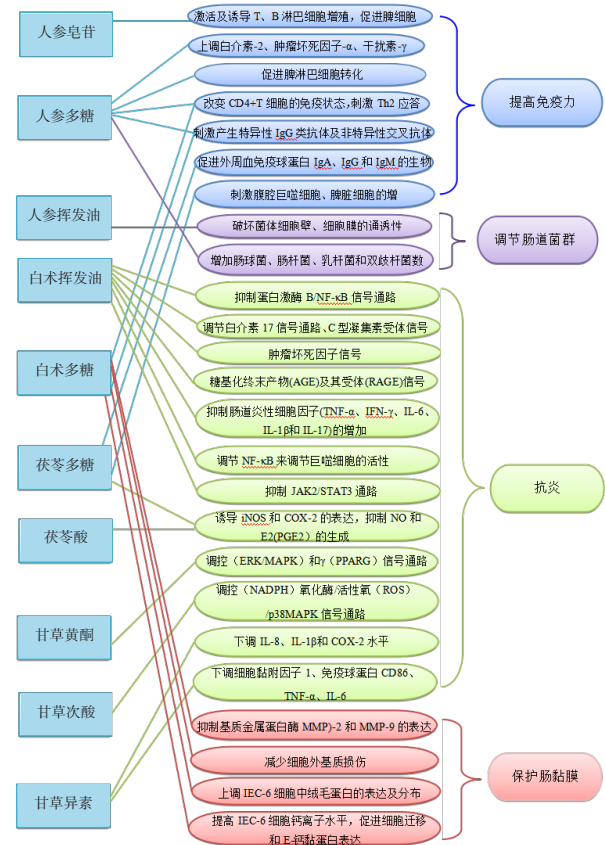 人参皂苷
人参多糖
人参挥发油
白术挥发油
白术多糖
茯苓多糖
茯苓酸
甘草黄酮
甘草次酸
甘草异素
激活及诱导 T、B 淋巴细胞增殖，促进脾细胞
上调白介素-2、肿瘤坏死因子-α、干扰素-γ
促进脾淋巴细胞转化
改变 CD4+T 细胞的免疫状态,刺激 Th2 应答
刺激产生特异性 IgG 类抗体及非特异性交叉抗体
促进外周血免疫球蛋白 IgA、IgG 和 IgM 的生物
刺激腹腔巨噬细胞、脾脏细胞的增
破坏菌体细胞壁、细胞膜的通诱性
增加肠球菌、肠杆菌、乳杆菌和双歧杆菌数
抑制蛋白激酶 B/NF-κB 信号通路
调节白介素 17 信号通路、C 型凝集素受体信号
肿瘤坏死因子信号
糖基化终末产物(AGE)及其受体(RAGE)信号
抑制肠道炎性细胞因子(TNF-α、IFN-γ、IL-6、
IL-1β和 IL-17)的增加
调节 NF-κB 来调节巨噬细胞的活性
抑制 JAK2/STAT3 通路
诱导 iNOS 和 COX-2 的表达，抑制 NO 和
E2(PGE2）的生成
调控（ERK/MAPK）和γ（PPARG）信号通路
调控（NADPH）氧化酶/活性氧（ROS）
/p38MAPK 信号通路
下调 IL-8、IL-1β和 COX-2 水平
下调细胞黏附因子 1、免疫球蛋白 CD86、
TNF-α、IL-6
抑制基质金属蛋白酶 MMP)-2 和 MMP-9 的表达
减少细胞外基质损伤
上调 IEC-6 细胞中绒毛蛋白的表达及分布
提高 IEC-6 细胞钙离子水平，促进细胞迁移
和 E-钙黏蛋白表达
提高免疫力
调节肠道菌群
抗炎
保护肠黏膜